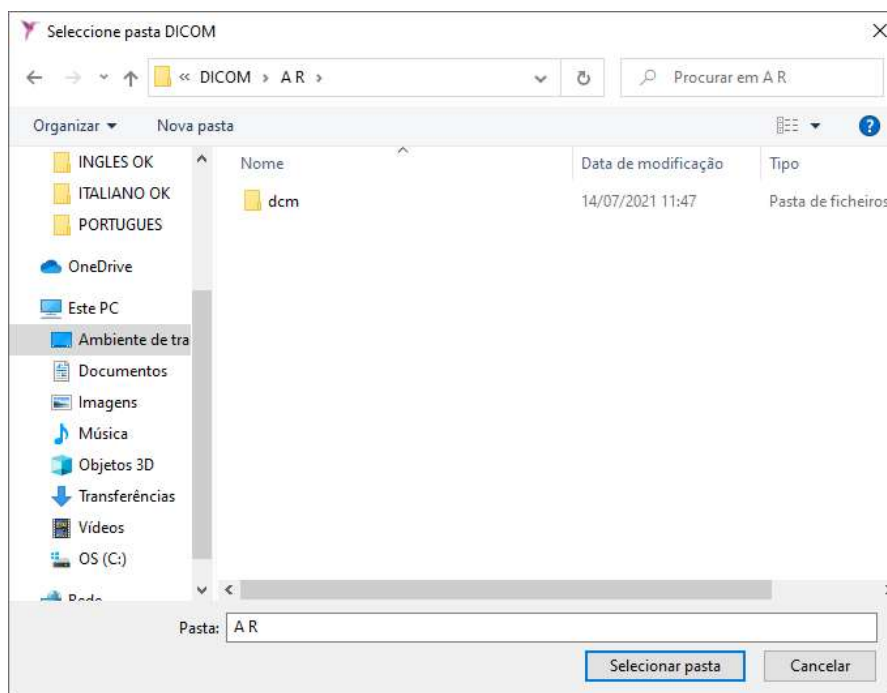 Seleccione pasta DICOM
« DICOM › A R ›
Procurar em A R
Organizar
Nova pasta
Nome
Data de modificação
Tipo
dcm
14/07/2021 11:47
Pasta de ficheiros
INGLES OK
ITALIANO OK
PORTUGUES
OneDrive
Este PC
Ambiente de tra
Documentos
Imagens
Música
Objetos 3D
Transferências
Vídeos
OS (C:)
Rede
Pasta:
A R
Selecionar pasta
Cancelar